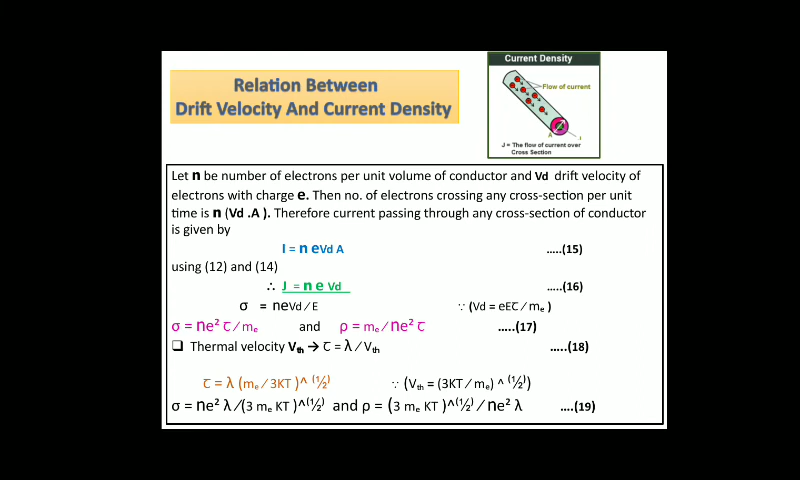 Relation Between
Drift Velocity And Current Density
Current Density
Flow of current
A
J
J = The flow of current over
Cross Section
Let n be number of electrons per unit volume of conductor and Vd drift velocity of
electrons with charge e. Then no. of electrons crossing any cross-section per unit
time is n (Vd .A ). Therefore current passing through any cross-section of conductor
is given by
I = n eVd A .....(15)
using (12) and (14)
∴ J = n e Vd .....(16)
σ = neVd ∕ E ∵ (Vd = eEԎ ∕ mₑ )
σ = ne² Ԏ ∕ mₑ and ρ = mₑ ∕ ne² Ԏ .....(17)
❑ Thermal velocity Vth → Ԏ = λ ∕ Vth .....(18)
Ԏ = λ (mₑ ∕ 3KT )^ ⁽½⁾ ∵ (Vth = (3KT ∕ mₑ) ^ ⁽½⁾)
σ = ne² λ ∕(3 mₑ KT )^⁽½⁾ and ρ = (3 mₑ KT )^⁽½⁾ ∕ ne² λ ....(19)